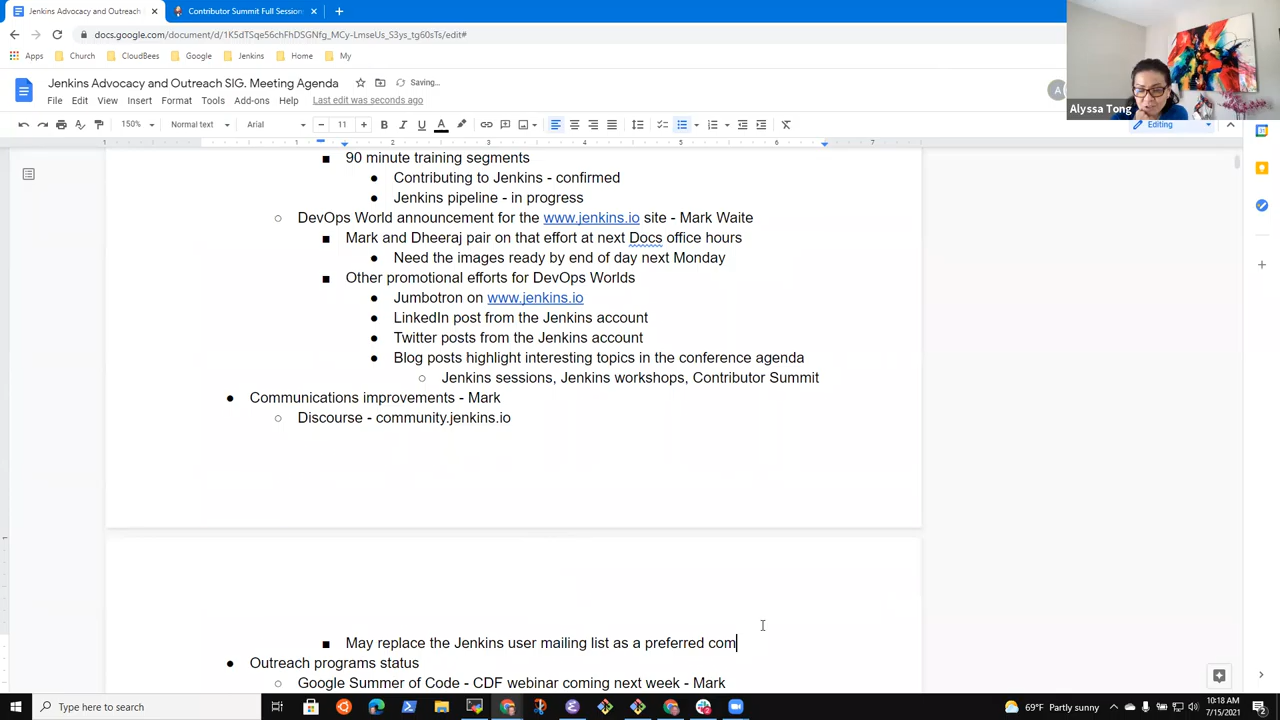 Jenkins Advocacy and Outreach
Contributor Summit Full Session
docs.google.com/document/d/1K5dTSqe56chFhDSGNfg_MCy-LmseUs_S3ys_tg60sTs/edit#
Apps Church CloudBees Google Jenkins Home My
Jenkins Advocacy and Outreach SIG. Meeting Agenda Saving...
A
Alyssa Tong
File Edit View Insert Format Tools Add-ons Help Last edit was seconds ago
150% Normal text Arial 11 Editing
1 1 2 3 4 5 6 7
90 minute training segments
Contributing to Jenkins - confirmed
Jenkins pipeline - in progress
DevOps World announcement for the www.jenkins.io site - Mark Waite
Mark and Dheeraj pair on that effort at next Docs office hours
Need the images ready by end of day next Monday
Other promotional efforts for DevOps Worlds
Jumbotron on www.jenkins.io
LinkedIn post from the Jenkins account
Twitter posts from the Jenkins account
Blog posts highlight interesting topics in the conference agenda
Jenkins sessions, Jenkins workshops, Contributor Summit
Communications improvements - Mark
Discourse - community.jenkins.io
May replace the Jenkins user mailing list as a preferred com
Outreach programs status
Google Summer of Code - CDF webinar coming next week - Mark
Type here to search
69°F Partly sunny
10:18 AM
7/15/2021